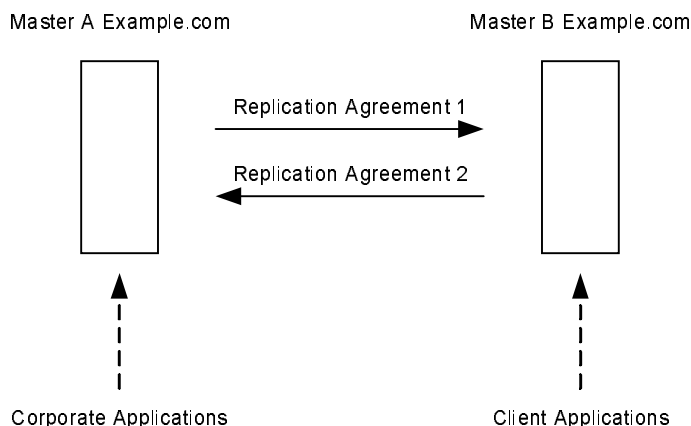 Master A Example.com
Master B Example.com
Replication Agreement 1
Replication Agreement 2
Corporate Applications
Client Applications